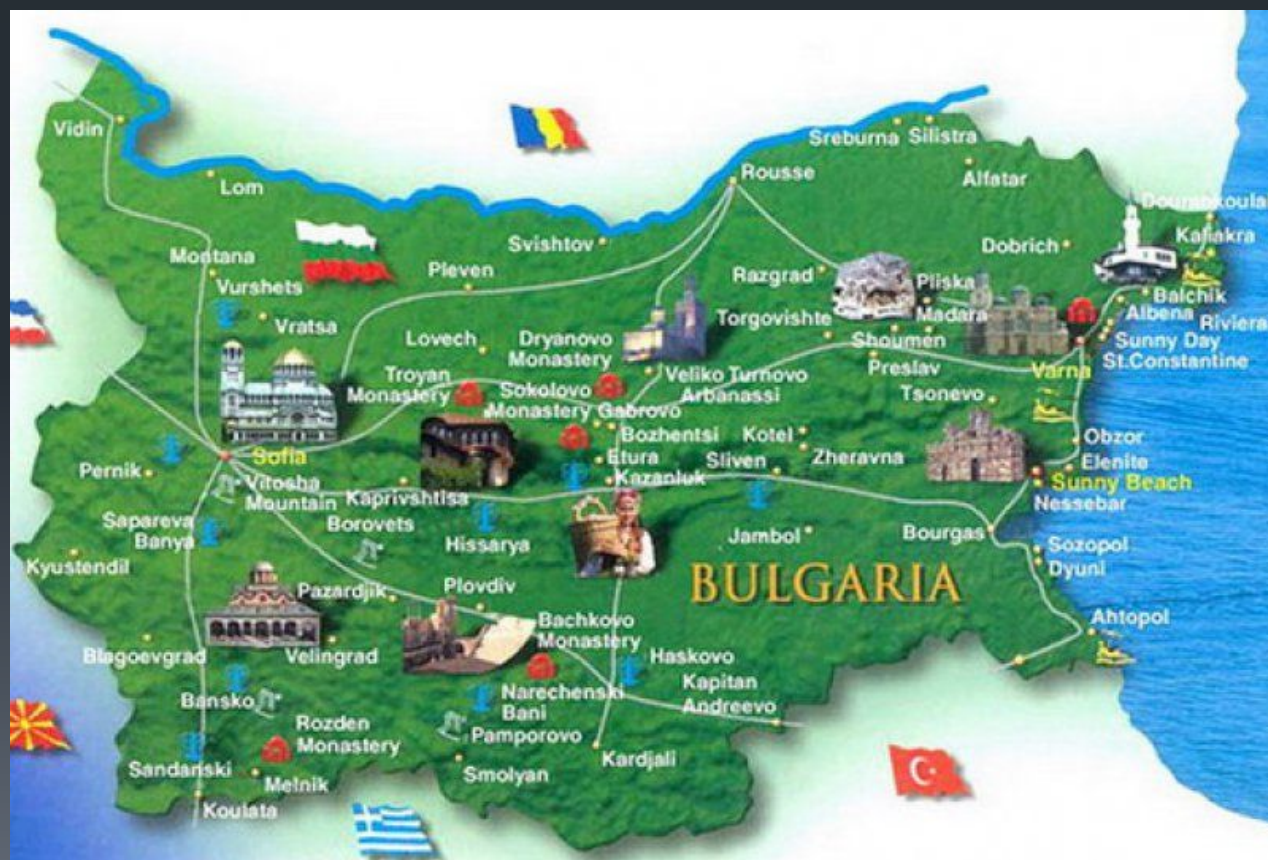 Vidin
Lom
Sreburna
Silistra
Rousse
Alfatar
Dourankoulak
Kaliakra
Dobrich
Svishtov
Montana
Pleven
Vurshets
Razgrad
Pliska
Madara
Balchik
Albena
Riviera
Vratsa
Torgovishte
Lovech
Dryanovo
Monastery
Shoumen
Sunny Day
St.Constantine
Preslav
Varna
Troyan
Monastery
Sokolovo
Monastery
Gabrovo
Veliko Turnovo
Arbanassi
Tsonevo
Bozhentsi
Kotel
Obzor
Sofia
Etura
Sliven
Zheravna
Elenite
Pernik
Kazanluk
Sunny Beach
Vitosha
Mountain
Kaprivshtisa
Nessebar
Sapareva
Banya
Borovets
Hissarya
Jambol
Bourgas
Sozopol
Dyuni
Kyustendil
BULGARIA
Pazardjik
Plovdiv
Bachkovo
Monastery
Ahtopol
Blagoevgrad
Velingrad
Haskovo
Bansko
Narechenski
Bani
Kapitan
Andreevo
Rozden
Monastery
Pamporovo
Sandanski
Melnik
Smolyan
Kardjali
Koulata